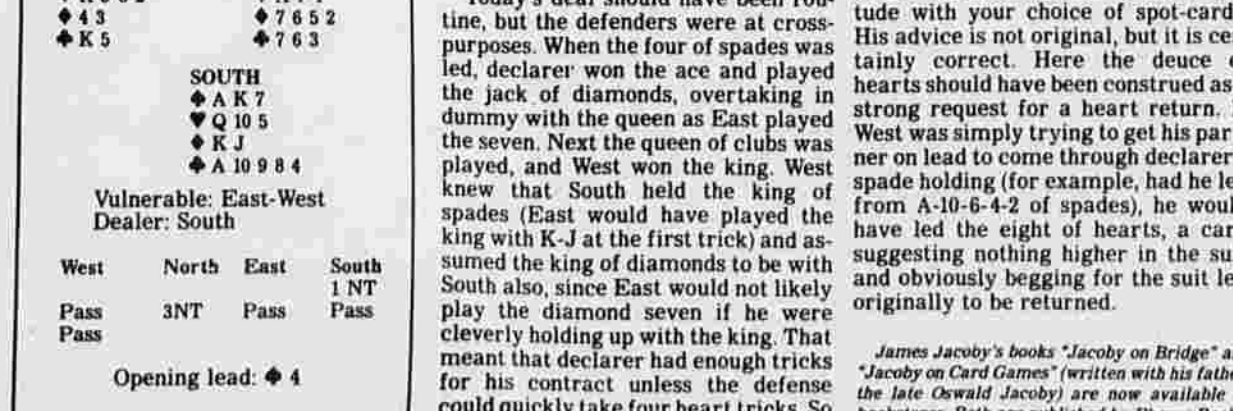 ♦ 4 3 ♦ 7 6 5 2
♣ K 5 ♣ 7 6 3
SOUTH
♠ A K 7
♥ Q 10 5
♦ K J
♣ A 10 9 8 4
Vulnerable: East-West
Dealer: South
West North East South
1 NT
Pass 3NT Pass Pass
Pass
Opening lead: ♠ 4
tine, but the defenders were at cross-
purposes. When the four of spades was
led, declarer won the ace and played
the jack of diamonds, overtaking in
dummy with the queen as East played
the seven. Next the queen of clubs was
played, and West won the king. West
knew that South held the king of
spades (East would have played the
king with K-J at the first trick) and as-
sumed the king of diamonds to be with
South also, since East would not likely
play the diamond seven if he were
cleverly holding up with the king. That
meant that declarer had enough tricks
for his contract unless the defense
could quickly take four heart tricks. So
tude with your choice of spot-card
His advice is not original, but it is ce
tainly correct. Here the deuce
hearts should have been construed as
strong request for a heart return.
West was simply trying to get his par
ner on lead to come through declarer
spade holding (for example, had he le
from A-10-6-4-2 of spades), he woul
have led the eight of hearts, a car
suggesting nothing higher in the su
and obviously begging for the suit le
originally to be returned.
James Jacoby's books "Jacoby on Bridge" a
"Jacoby on Card Games" (written with his fathe
the late Oswald Jacoby) are now available